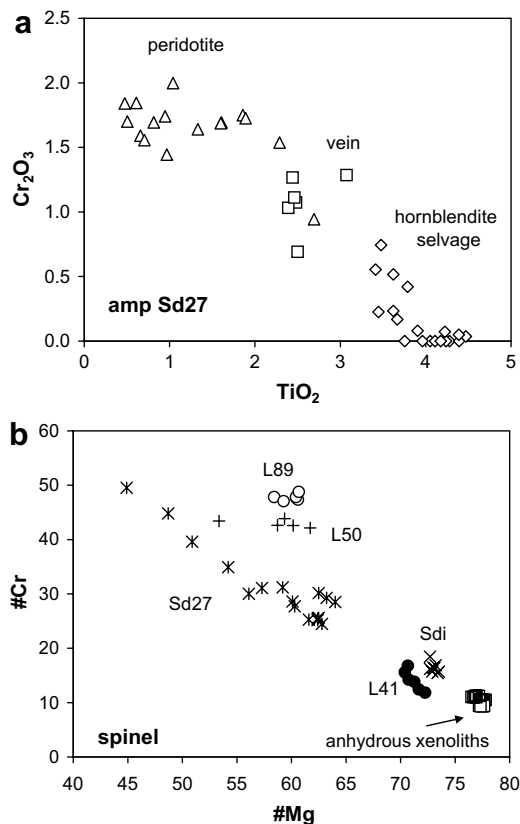 a
2.5
2.0
1.5
1.0
0.5
0.0
Cr₂O₃
peridotite
vein
hornblendite
selvage
amp Sd27
0 1 2 3 4 5
TiO₂
b
60
50
40
30
20
10
0
#Cr
L89
L50
Sd27
Sdi
L41
anhydrous xenoliths
spinel
40 45 50 55 60 65 70 75 80
#Mg